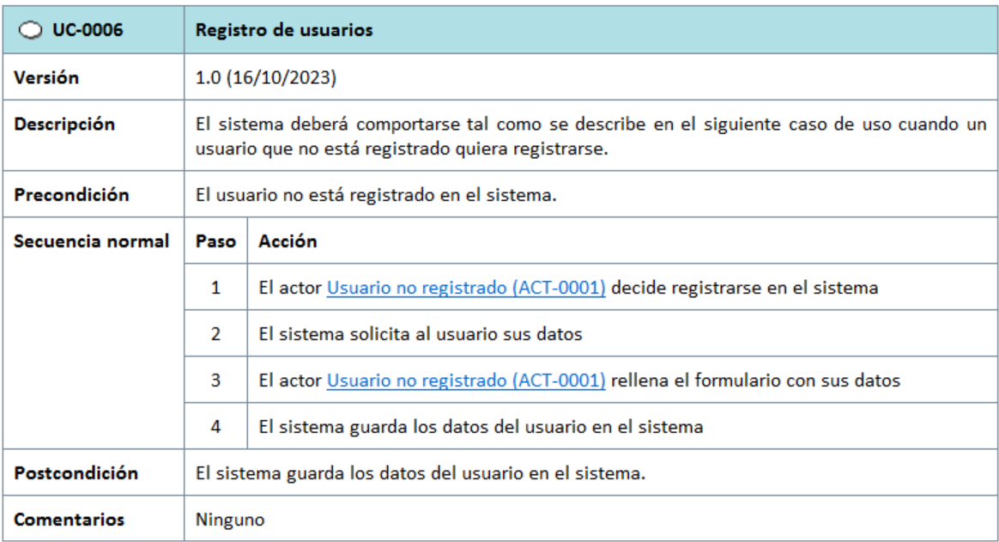 UC-0006 Registro de usuarios
Versión 1.0 (16/10/2023)
Descripción El sistema deberá comportarse tal como se describe en el siguiente caso de uso cuando un
usuario que no está registrado quiera registrarse.
Precondición El usuario no está registrado en el sistema.
Secuencia normal Paso Acción
1 El actor Usuario no registrado (ACT-0001) decide registrarse en el sistema
2 El sistema solicita al usuario sus datos
3 El actor Usuario no registrado (ACT-0001) rellena el formulario con sus datos
4 El sistema guarda los datos del usuario en el sistema
Postcondición El sistema guarda los datos del usuario en el sistema.
Comentarios Ninguno